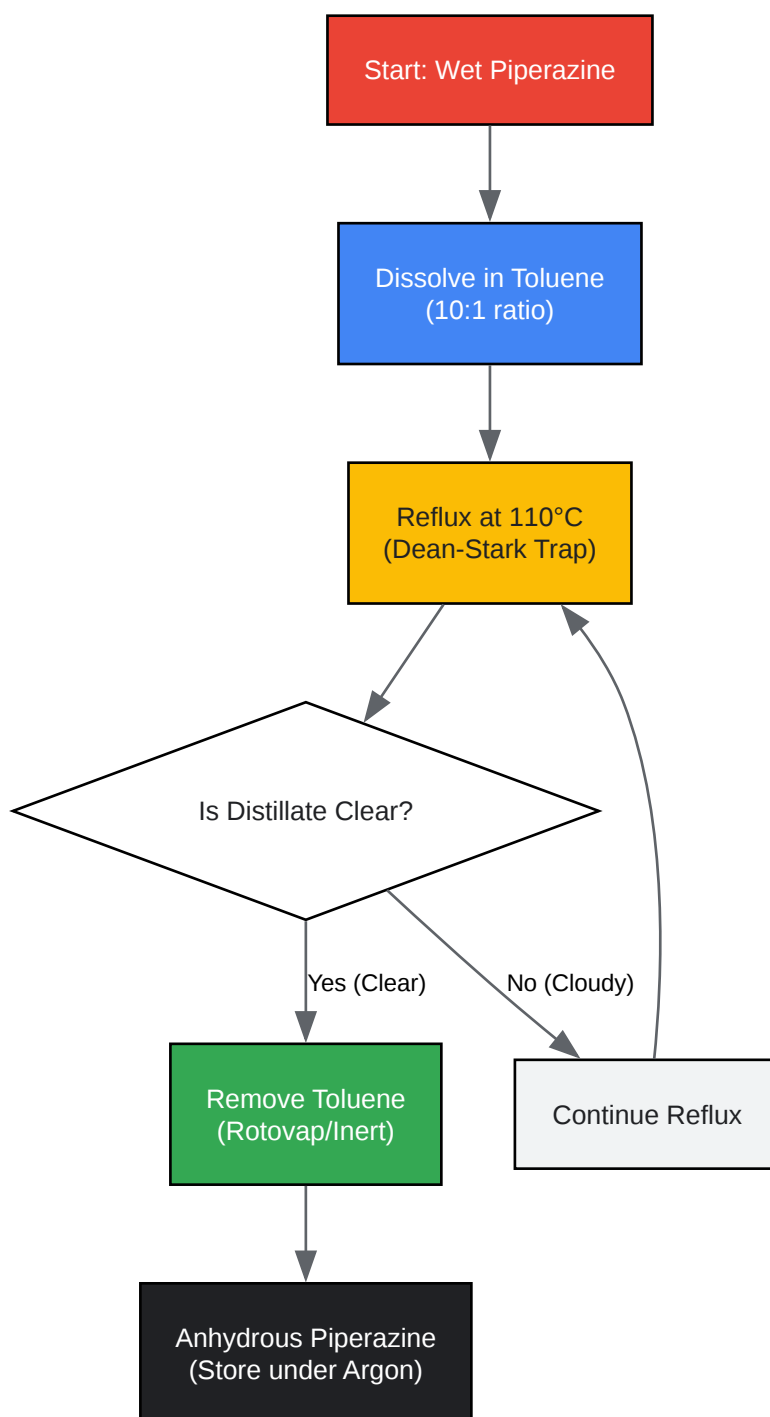 Start: Wet Piperazine
Dissolve in Toluene
(10:1 ratio)
Reflux at 110°C
(Dean-Stark Trap)
Is Distillate Clear?
Yes (Clear)
No (Cloudy)
Remove Toluene
(Rotovap/Inert)
Continue Reflux
Anhydrous Piperazine
(Store under Argon)